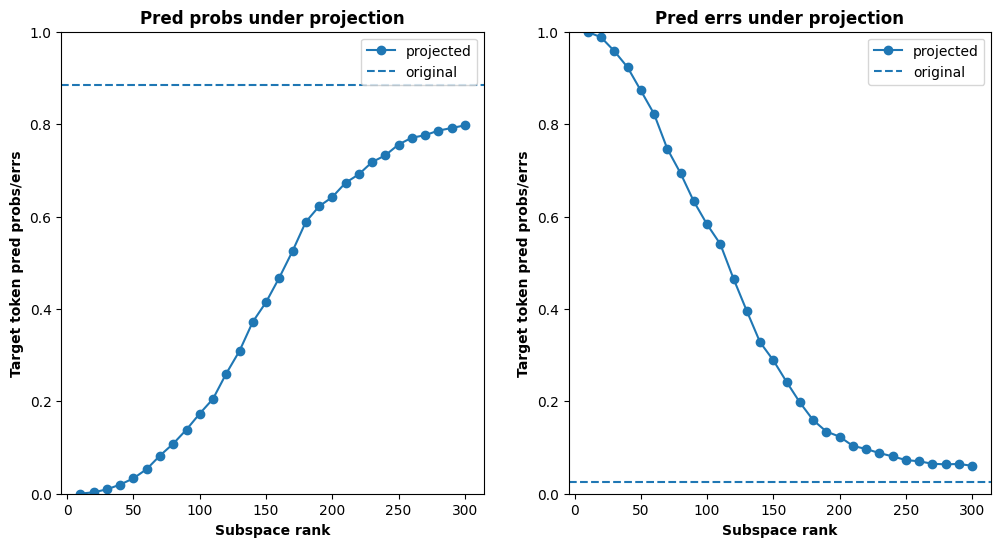 Pred probs under projection
Target token pred probs/errs
1.0
0.8
0.6
0.4
0.2
0.0
projected
original
0 50 100 150 200 250 300
Subspace rank
Pred errs under projection
Target token pred probs/errs
1.0
0.8
0.6
0.4
0.2
0.0
projected
original
0 50 100 150 200 250 300
Subspace rank